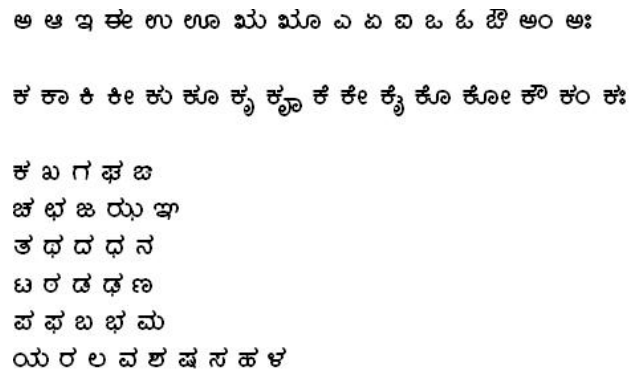 ಅ ಆ ಇ ಈ ಉ ಊ ಋ ೠ ಎ ಏ ಐ ಒ ಓ ಔ ಅಂ ಅಃ
ಕ ಕಾ ಕಿ ಕೀ ಕು ಕೂ ಕೃ ಕೄ ಕೆ ಕೇ ಕೈ ಕೊ ಕೋ ಕೌ ಕಂ ಕಃ
ಕ ಖ ಗ ಘ ಙ
ಚ ಛ ಜ ಝ ಞ
ತ ಥ ದ ಧ ನ
ಟ ಠ ಡ ಢ ಣ
ಪ ಫ ಬ ಭ ಮ
ಯ ರ ಲ ವ ಶ ಷ ಸ ಹ ಳ